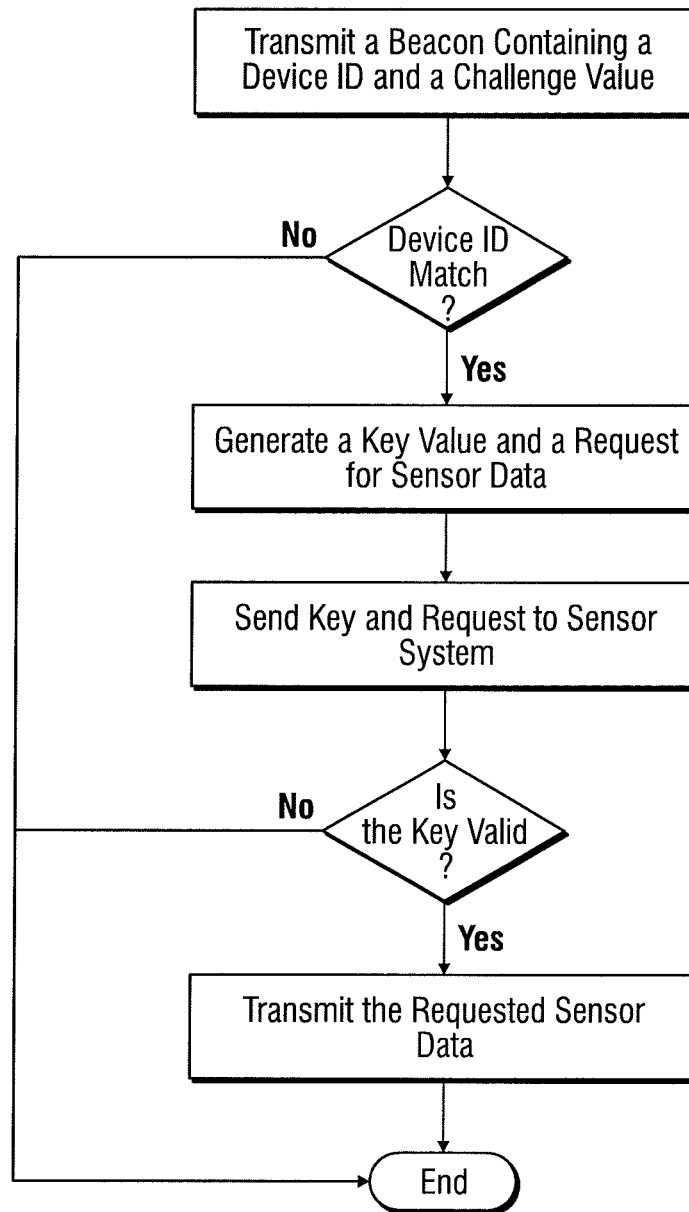 Transmit a Beacon Containing a
Device ID and a Challenge Value
No
Device ID
Match
?
Yes
Generate a Key Value and a Request
for Sensor Data
Send Key and Request to Sensor
System
No
Is
the Key Valid
?
Yes
Transmit the Requested Sensor
Data
End